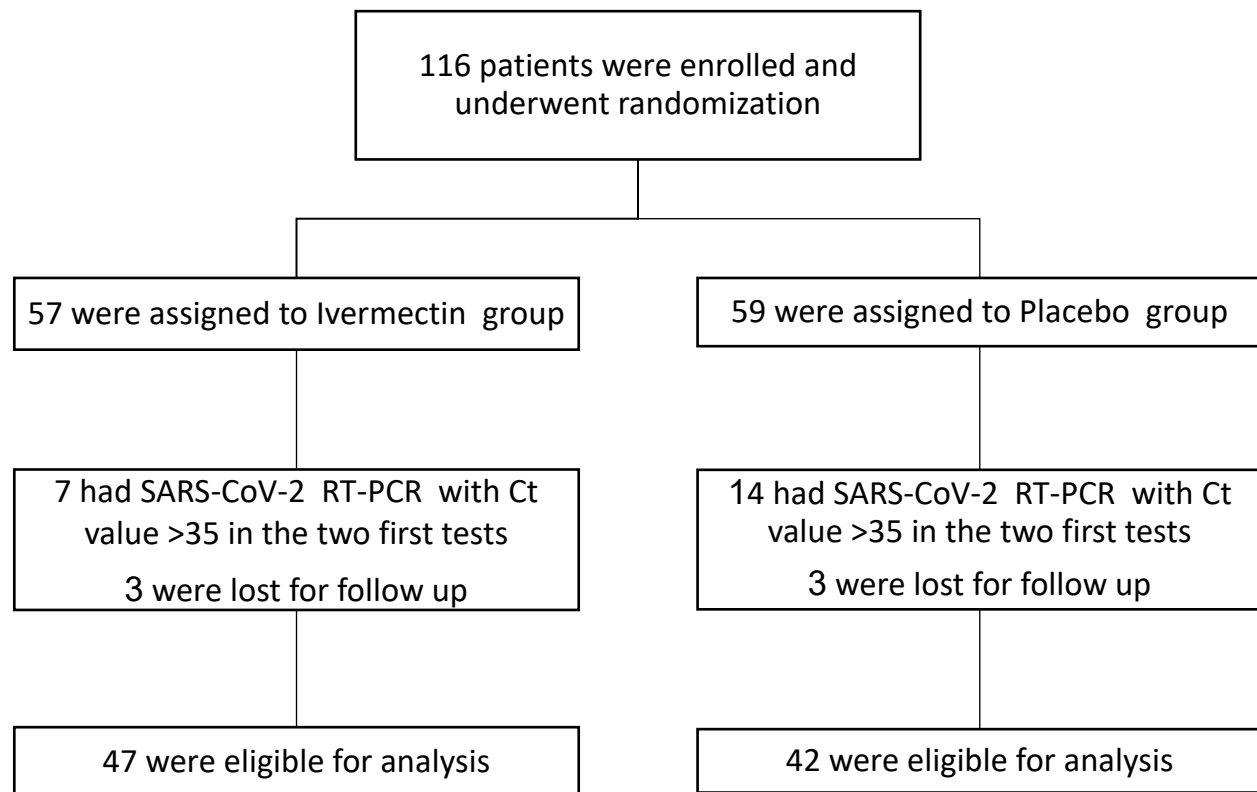 116 patients were enrolled and
underwent randomization
57 were assigned to Ivermectin group
59 were assigned to Placebo group
7 had SARS-CoV-2 RT-PCR with Ct
value >35 in the two first tests
3 were lost for follow up
14 had SARS-CoV-2 RT-PCR with Ct
value >35 in the two first tests
3 were lost for follow up
47 were eligible for analysis
42 were eligible for analysis